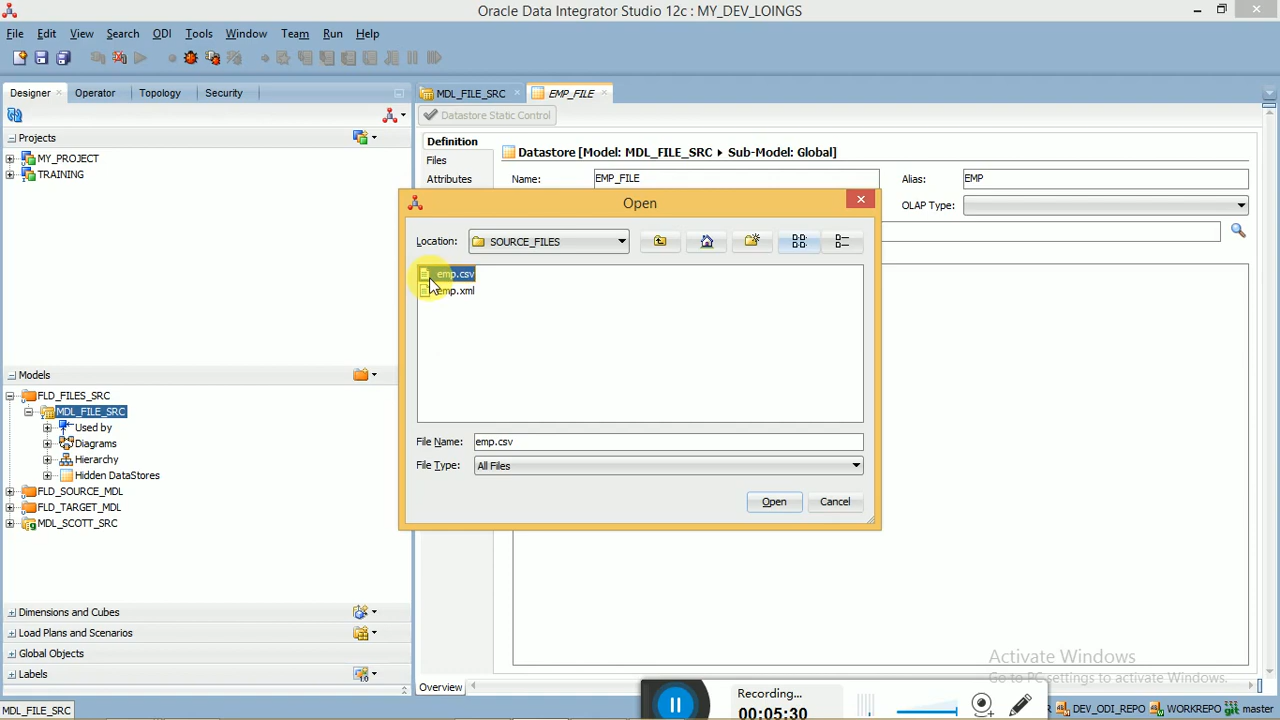 Oracle Data Integrator Studio 12c : MY_DEV_LOINGS
File Edit View Search ODI Tools Window Team Run Help
Designer Operator Topology Security
MDL_FILE_SRC EMP_FILE
Datastore Static Control
Projects
MY_PROJECT
TRAINING
Definition
Files
Attributes
Datastore [Model: MDL_FILE_SRC ▸ Sub-Model: Global]
Name: EMP_FILE
Alias: EMP
OLAP Type:
Open
Location: SOURCE_FILES
emp.csv
emp.xml
File Name: emp.csv
File Type: All Files
Open Cancel
Models
FLD_FILES_SRC
MDL_FILE_SRC
Used by
Diagrams
Hierarchy
Hidden DataStores
FLD_SOURCE_MDL
FLD_TARGET_MDL
MDL_SCOTT_SRC
Dimensions and Cubes
Load Plans and Scenarios
Global Objects
Labels
Overview
Activate Windows
Go to PC settings to activate Windows.
Recording...
00:05:30
MDL_FILE_SRC
DEV_ODI_REPO WORKREPO git master